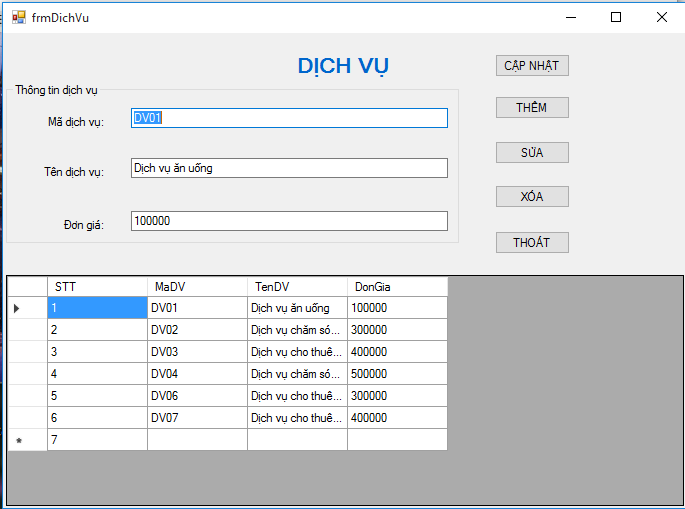 frmDichVu
DỊCH VỤ
CẬP NHẬT
Thông tin dịch vụ
Mã dịch vụ: DV01
THÊM
Tên dịch vụ: Dịch vụ ăn uống
SỬA
XÓA
Đơn giá: 100000
THOÁT
STT MaDV TenDV DonGia
1 DV01 Dịch vụ ăn uống 100000
2 DV02 Dịch vụ chăm só... 300000
3 DV03 Dịch vụ cho thuê... 400000
4 DV04 Dịch vụ chăm só... 500000
5 DV06 Dịch vụ cho thuê... 300000
6 DV07 Dịch vụ cho thuê... 400000
* 7